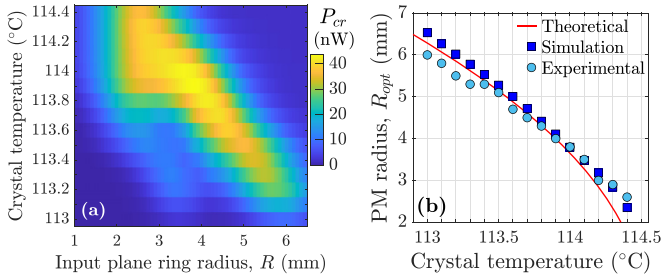 114.4
114.2
114
113.8
113.6
113.4
113.2
113
Crystal temperature (°C)
(a)
1 2 3 4 5 6
Input plane ring radius, R (mm)
P_cr
(nW)
40
30
20
10
0
7
6
5
4
3
2
PM radius, R_opt (mm)
Theoretical
Simulation
Experimental
(b)
113 113.5 114 114.5
Crystal temperature (°C)